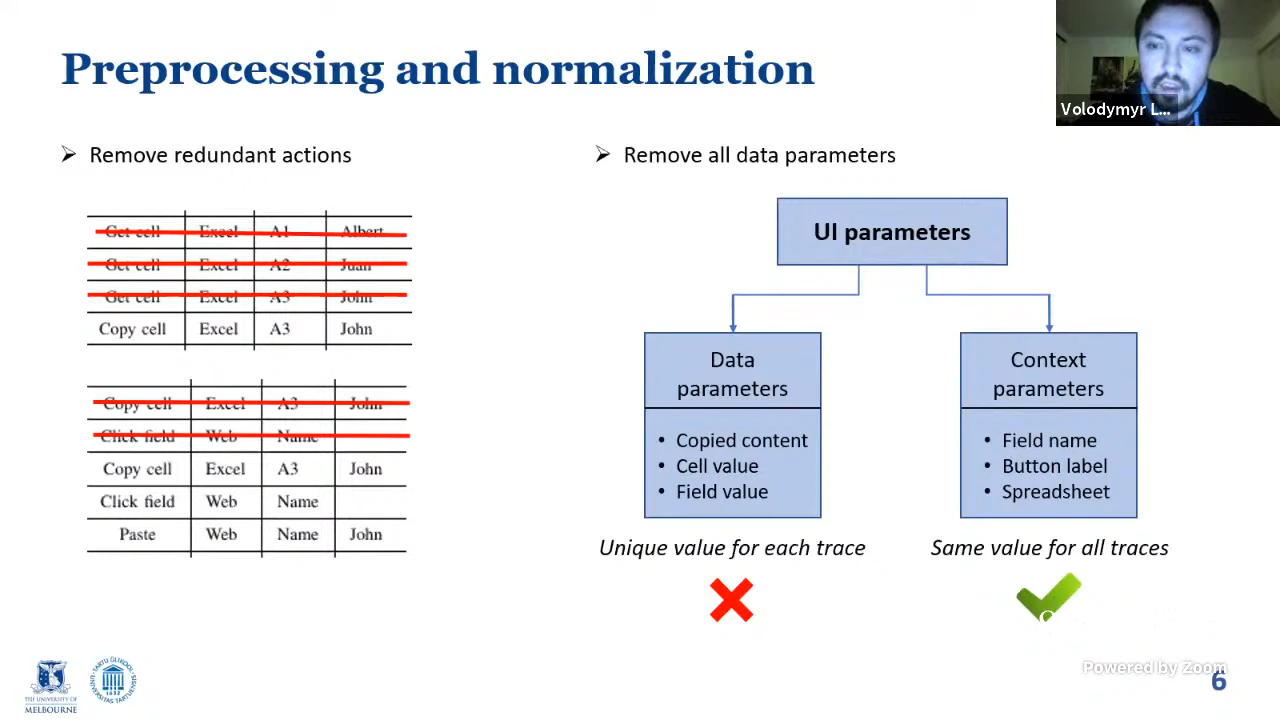 Preprocessing and normalization
Volodymyr L...
➢ Remove redundant actions
Get cell Excel A1 Albert
Get cell Excel A2 Juan
Get cell Excel A3 John
Copy cell Excel A3 John
Copy cell Excel A3 John
Click field Web Name
Copy cell Excel A3 John
Click field Web Name
Paste Web Name John
➢ Remove all data parameters
UI parameters
Data
parameters
• Copied content
• Cell value
• Field value
Unique value for each trace
Context
parameters
• Field name
• Button label
• Spreadsheet
Same value for all traces
THE UNIVERSITY OF
MELBOURNE
UNIVERSITAS TARTUENSIS
1632
Powered by Zoom
6